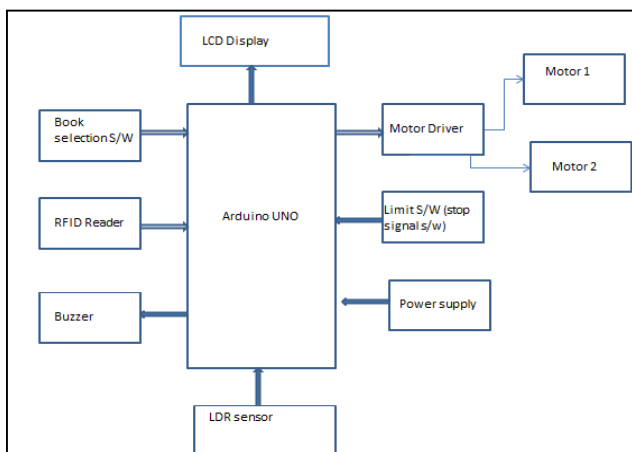 LCD Display
Motor 1
Book
selection S/W
Motor Driver
Motor 2
RFID Reader
Arduino UNO
Limit S/W (stop
signal s/w)
Buzzer
Power supply
LDR sensor